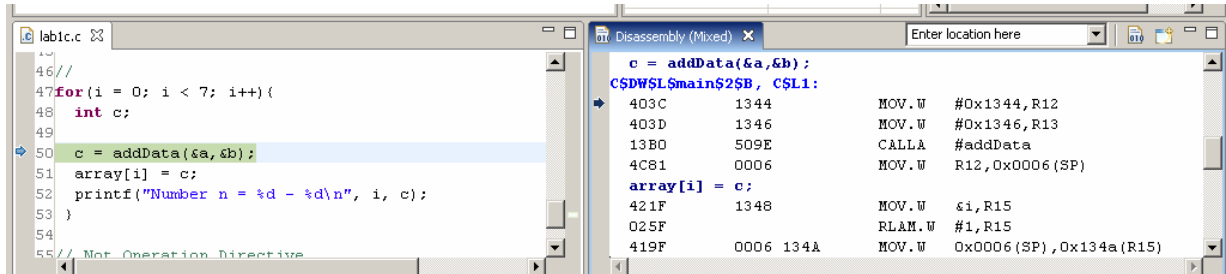 lab1c.c
46//
47for(i = 0; i < 7; i++){
48 int c;
49
50 c = addData(&a,&b);
51 array[i] = c;
52 printf("Number n = %d - %d\n", i, c);
53 }
54
55// Not Operation Directive
Disassembly (Mixed)
Enter location here
c = addData(&a,&b);
C$DW$L$main$2$B, C$L1:
403C 1344 MOV.W #0x1344,R12
403D 1346 MOV.W #0x1346,R13
13B0 509E CALLA #addData
4C81 0006 MOV.W R12,0x0006(SP)
array[i] = c;
421F 1348 MOV.W &i,R15
025F RLAM.W #1,R15
419F 0006 134A MOV.W 0x0006(SP),0x134a(R15)